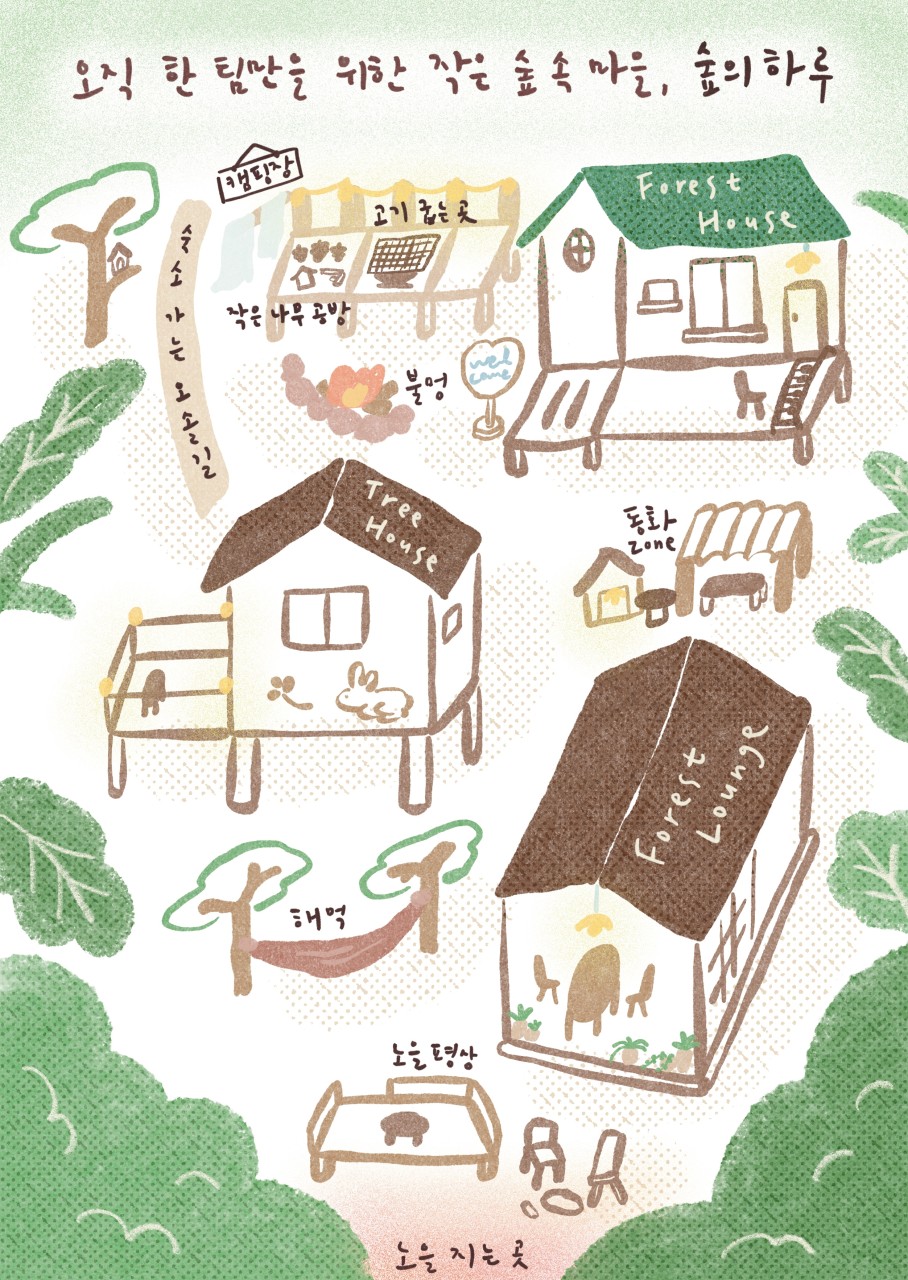 오직 한 팀만을 위한 작은 숲 속 마을, 숲의 하루
캠핑장
고기 굽는 곳
Forest
House
숙소 가는 오솔길
작은 나무 공방
불멍
wel
come
Tree
House
동화
zone
Forest
Lounge
해먹
노을 평상
노을 지는 곳